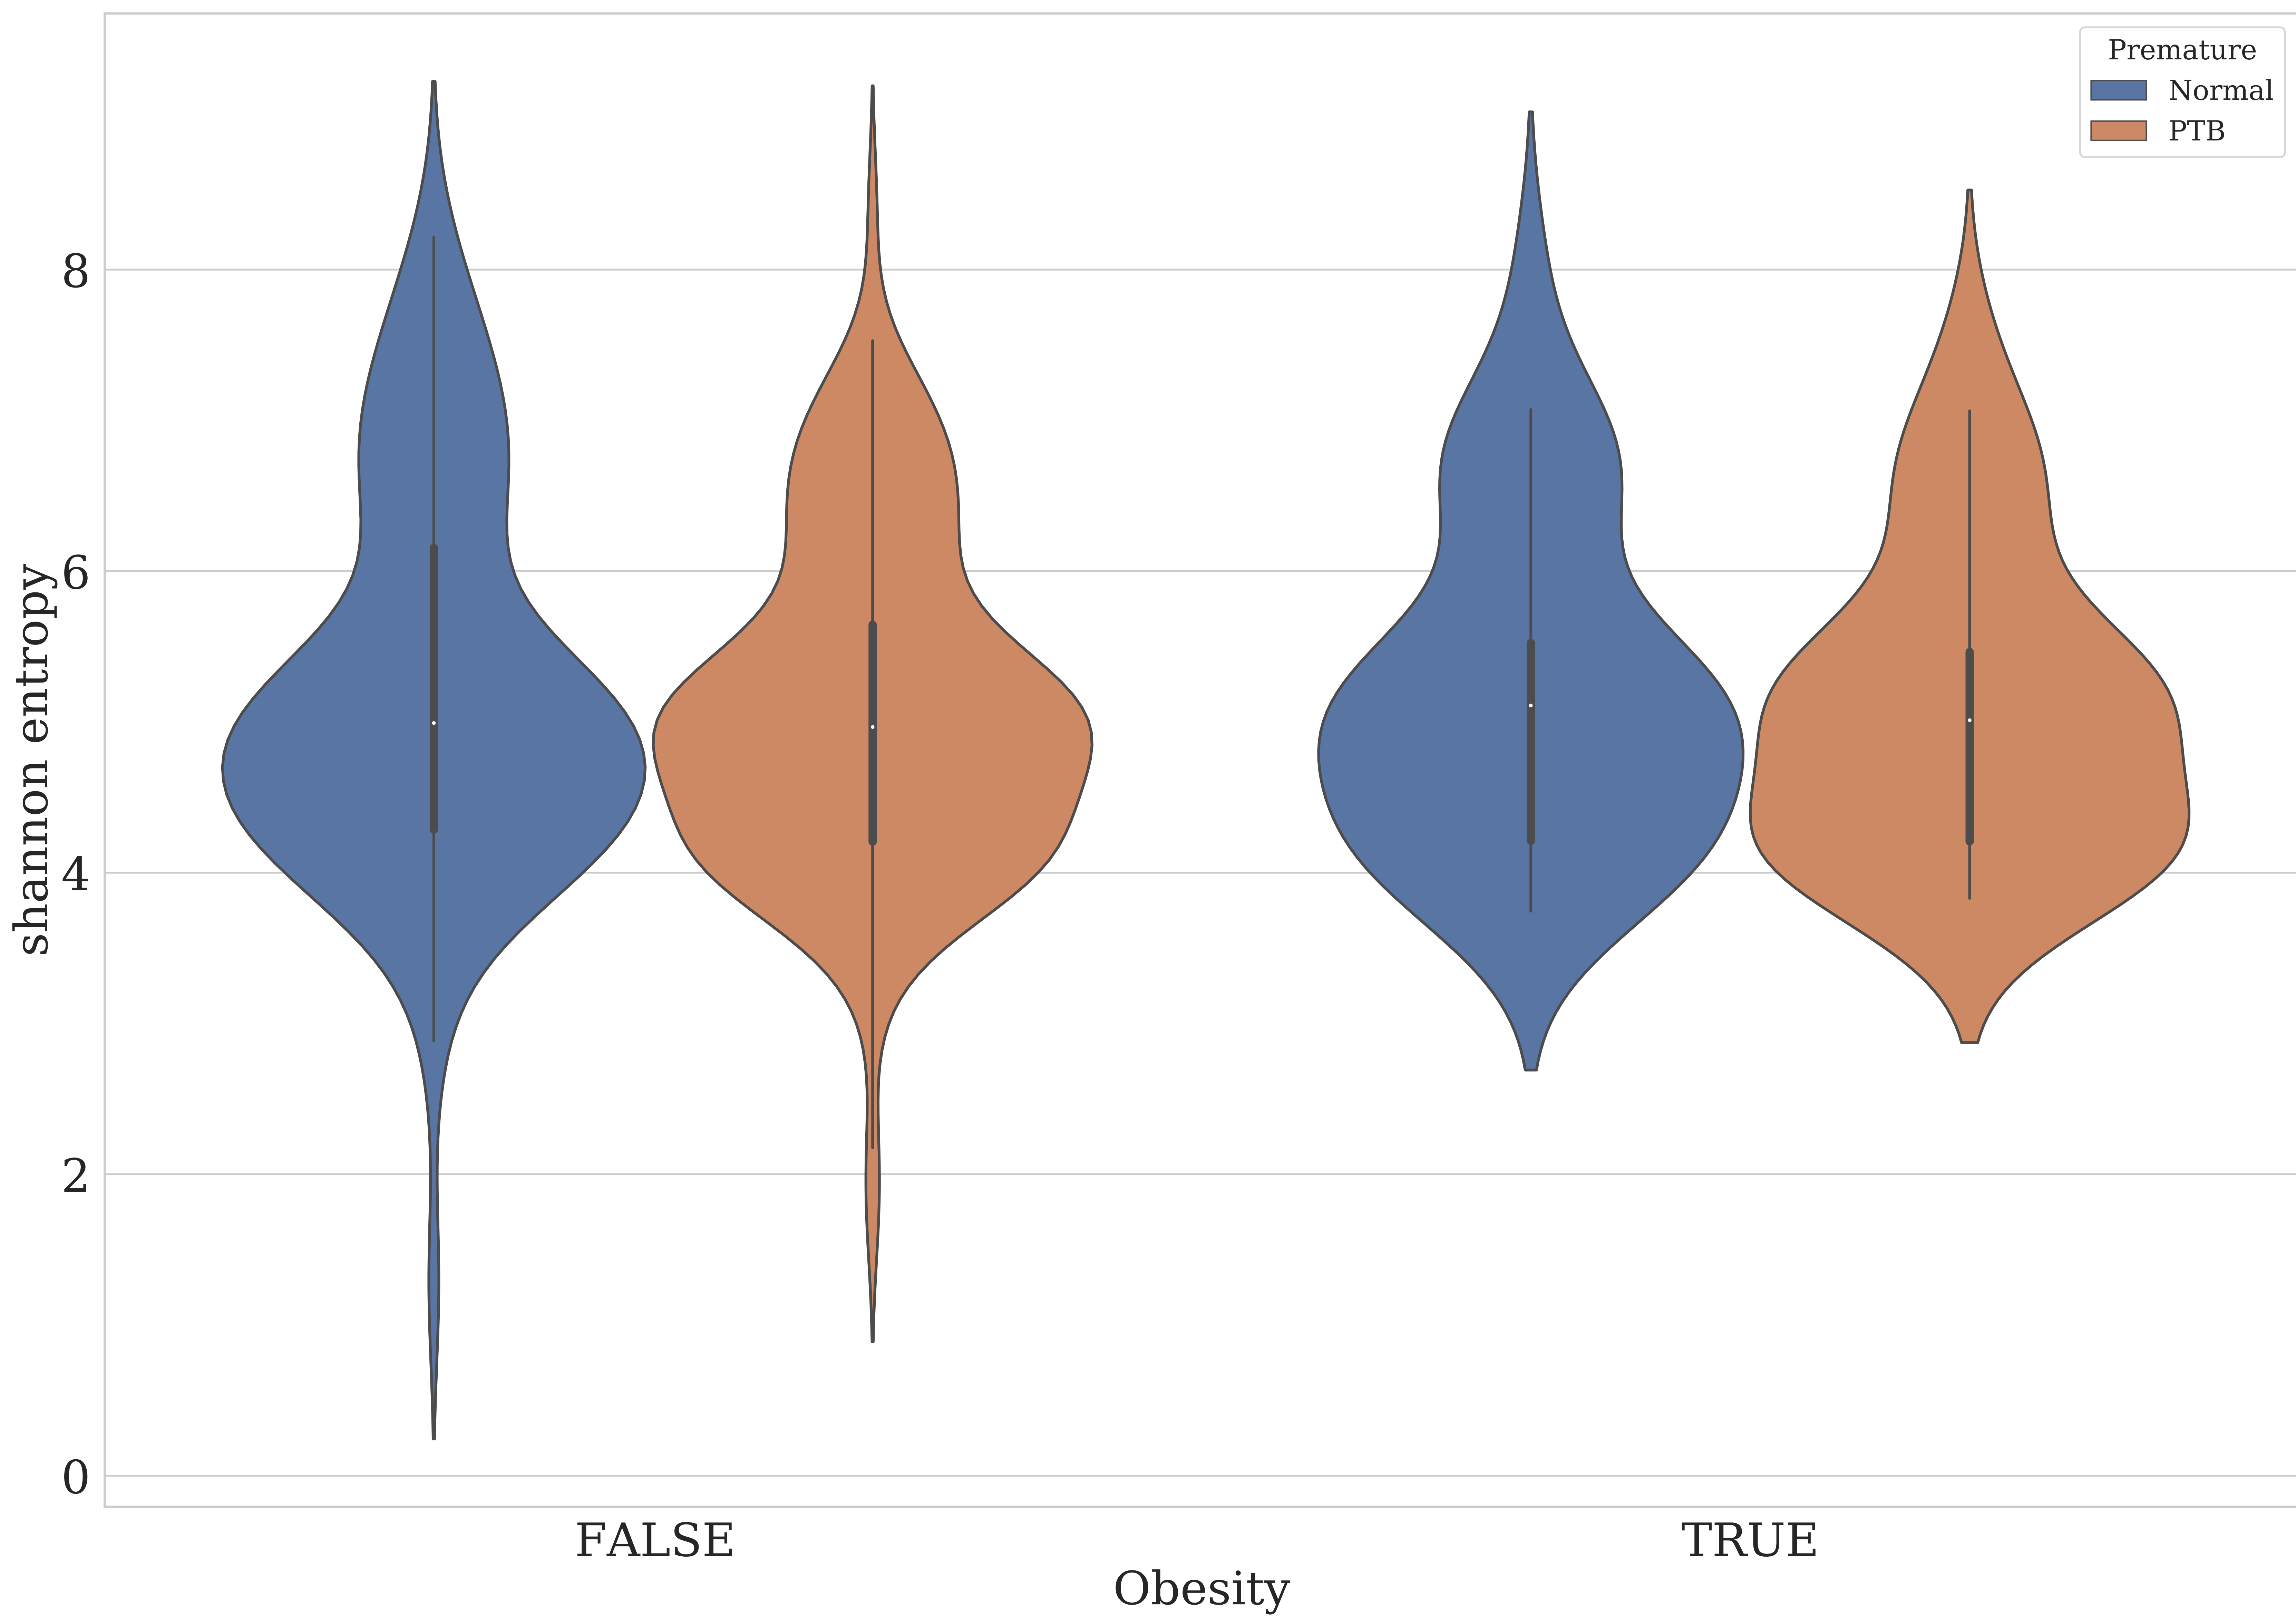 Premature
Normal
PTB
shannon entropy
8
6
4
2
0
FALSE
TRUE
Obesity